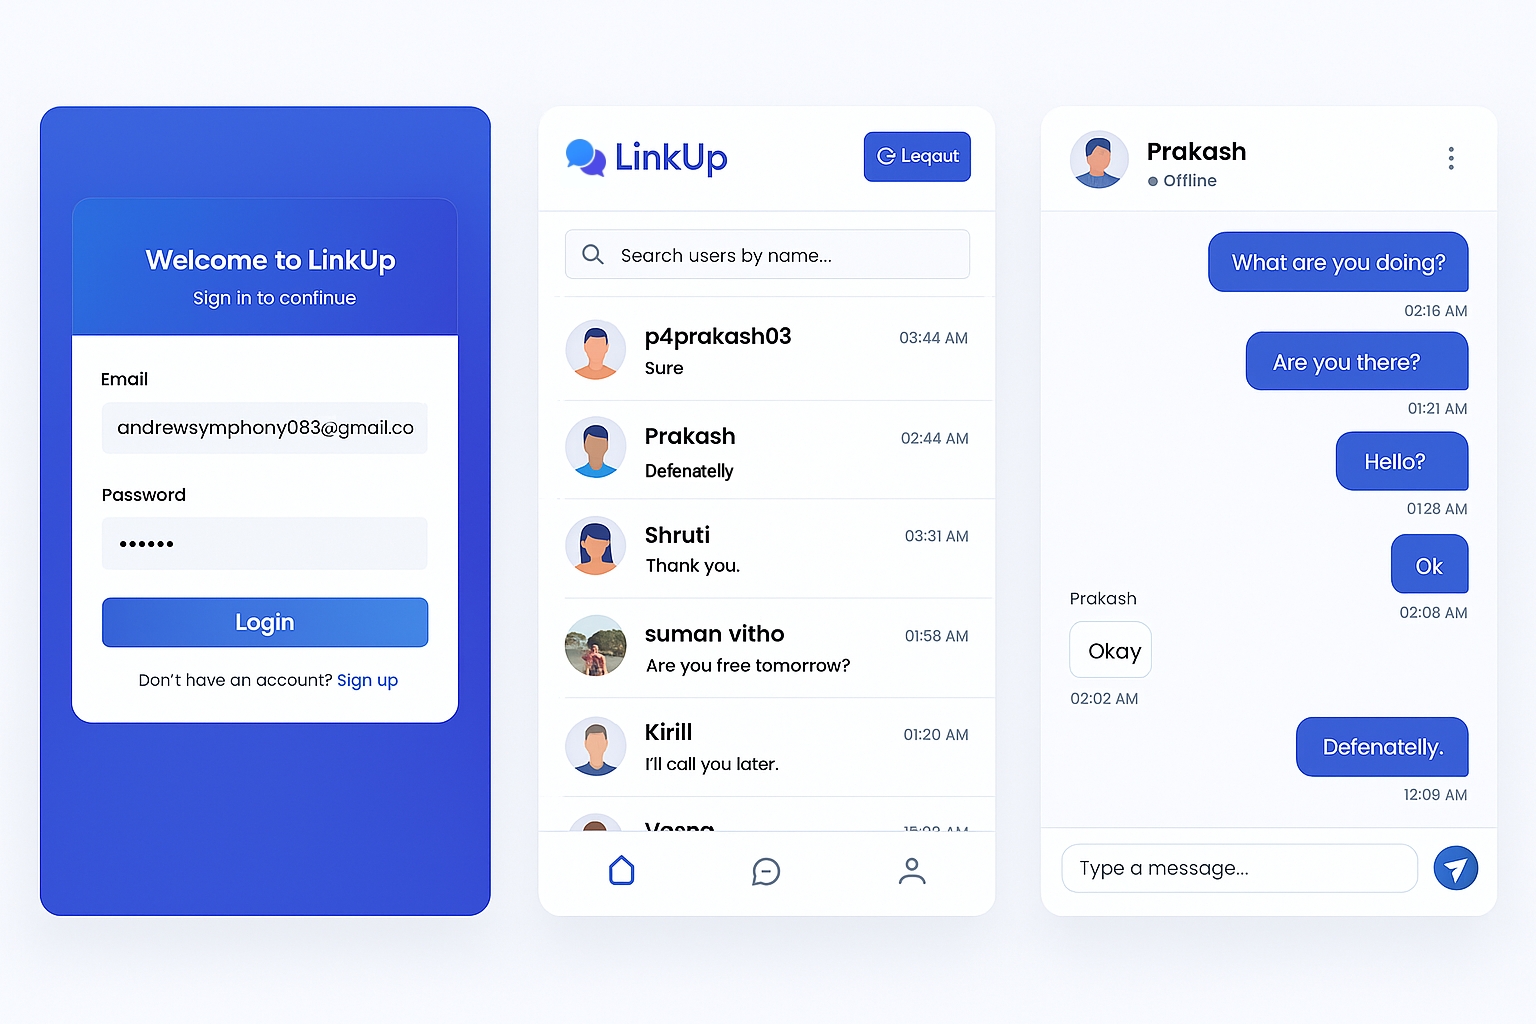 Welcome to LinkUp
Sign in to continue
Email
andrewsymphony083@gmail.co
Password
Login
Don't have an account? Sign up
LinkUp
Leqaut
Search users by name...
p4prakash03
03:44 AM
Sure
Prakash
02:44 AM
Defenatelly
Shruti
03:31 AM
Thank you.
suman vitho
01:58 AM
Are you free tomorrow?
Kirill
01:20 AM
I'll call you later.
Prakash
Offline
What are you doing?
02:16 AM
Are you there?
01:21 AM
Hello?
0128 AM
Ok
02:08 AM
Prakash
Okay
02:02 AM
Defenatelly.
12:09 AM
Type a message...